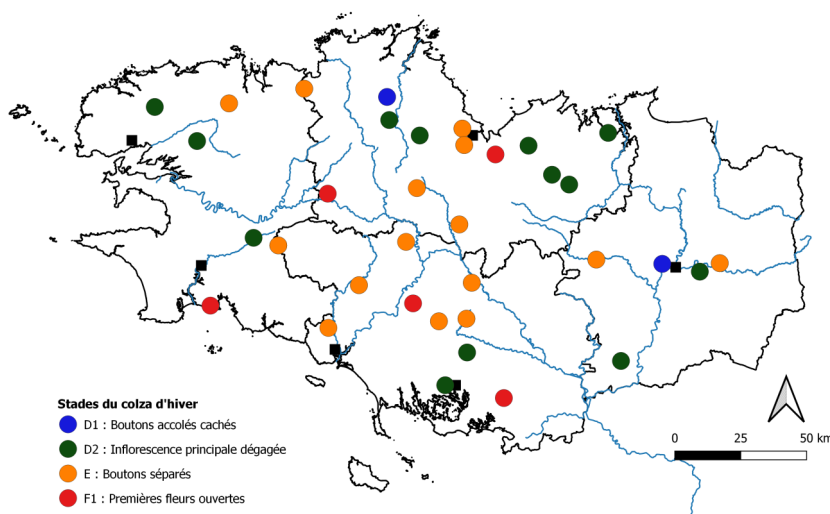 Stades du colza d'hiver
D1 : Boutons accolés cachés
D2 : Inflorescence principale dégagée
E : Boutons séparés
F1 : Premières fleurs ouvertes
0 25 50 km